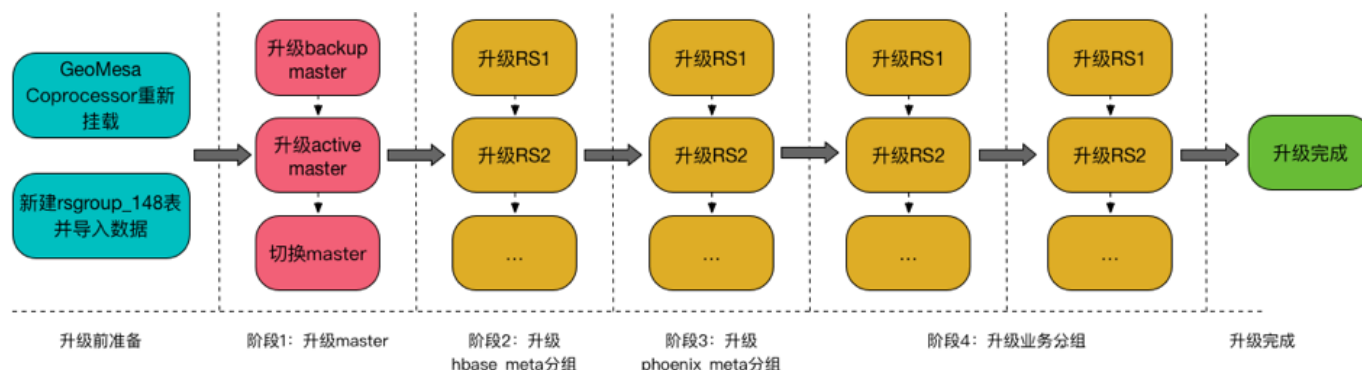 GeoMesa
Coprocessor重新
挂载
新建rsgroup_148表
并导入数据
升级backup
master
升级active
master
切换master
升级RS1
升级RS2
...
升级RS1
升级RS2
...
升级RS1
升级RS2
...
升级RS1
升级RS2
...
升级完成
升级前准备
阶段1：升级master
阶段2：升级
hbase_meta分组
阶段3：升级
phoenix_meta分组
阶段4：升级业务分组
升级完成